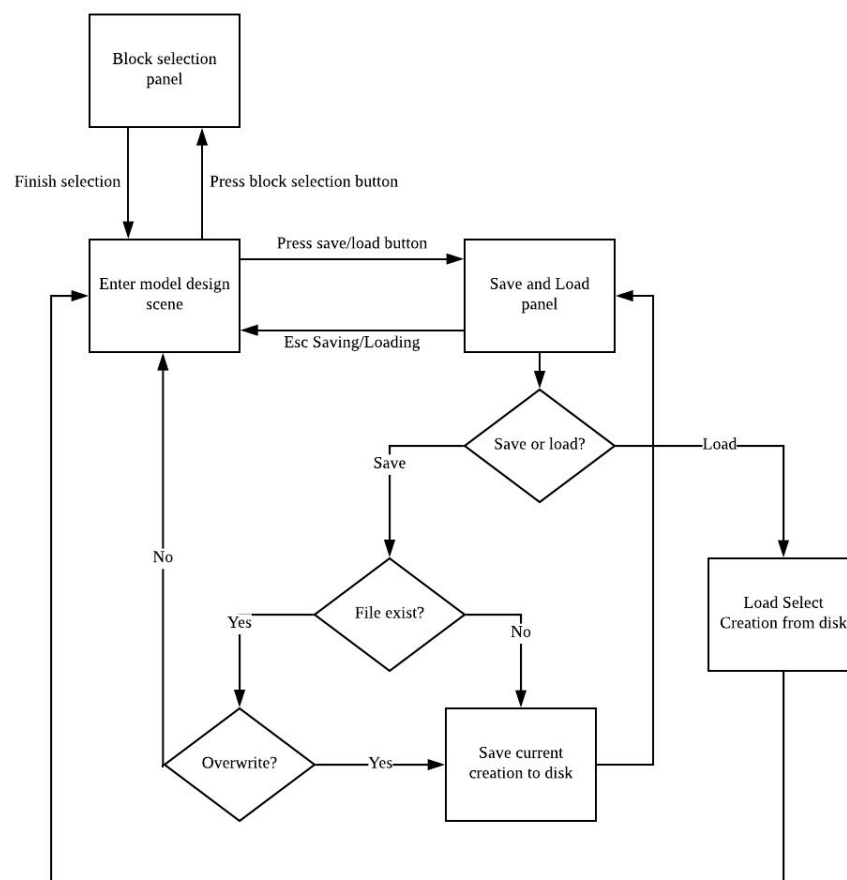 Block selection
panel
Finish selection
Press block selection button
Enter model design
scene
Press save/load button
Save and Load
panel
Esc Saving/Loading
Save or load?
Save
Load
No
File exist?
Load Select
Creation from disk
Yes
No
Overwrite?
Yes
Save current
creation to disk